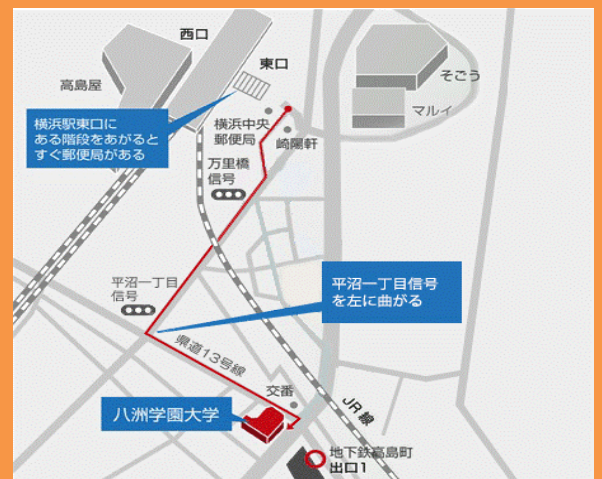 西口
東口
高島屋
そごう
マルイ
横浜駅東口に
ある階段をあがると
すぐ郵便局がある
横浜中央
郵便局
崎陽軒
万里橋
信号
平沼一丁目
信号
平沼一丁目信号
を左に曲がる
県道13号線
交番
JR線
八洲学園大学
地下鉄高島町
出口1